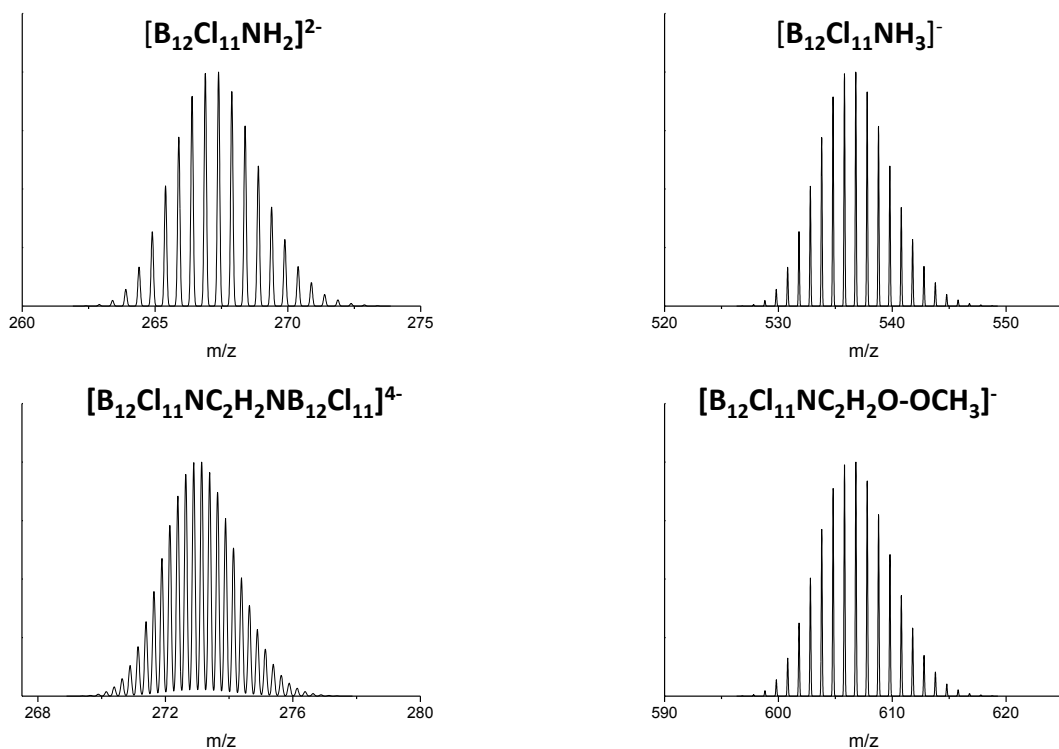 [B₁₂Cl₁₁NH₂]²⁻
260 265 270 275
m/z
[B₁₂Cl₁₁NH₃]⁻
520 530 540 550
m/z
[B₁₂Cl₁₁NC₂H₂NB₁₂Cl₁₁]⁴⁻
268 272 276 280
m/z
[B₁₂Cl₁₁NC₂H₂O-OCH₃]⁻
590 600 610 620
m/z